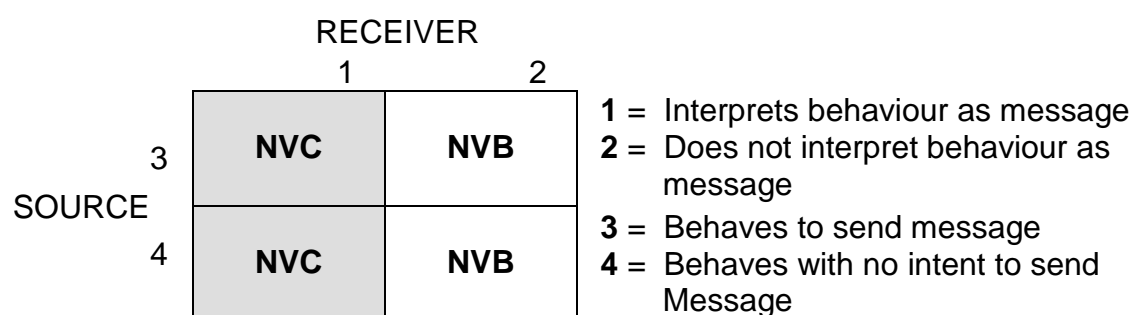 RECEIVER
1 2
3 NVC NVB
SOURCE
4 NVC NVB
1 = Interprets behaviour as message
2 = Does not interpret behaviour as
message
3 = Behaves to send message
4 = Behaves with no intent to send
Message